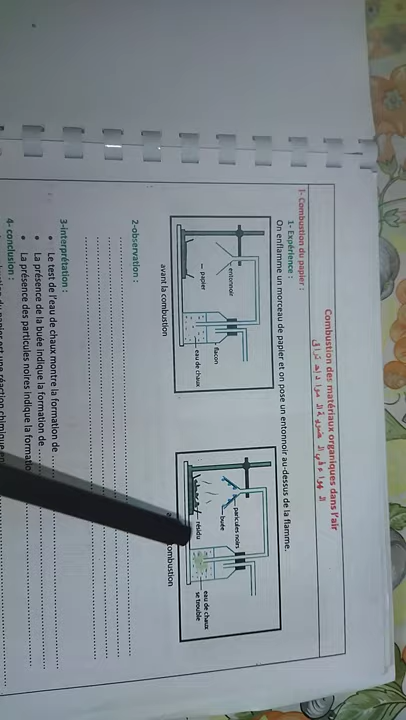 Combustion des matériaux organiques dans l'air
I- Combustion du papier :
1- Expérience :
On enflamme un morceau de papier et on pose un entonnoir au-dessus de la flamme.
entonnoir
papier
flacon
eau de chaux
avant la combustion
paricules noirs
buée
résidu
eau de chaux
se trouble
combustion
2-observation :
3-interprétation :
• Le test de l'eau de chaux montre la formation de
• La présence de la buée indique la formation de
• La présence des particules noires indique la formation
4- conclusion :